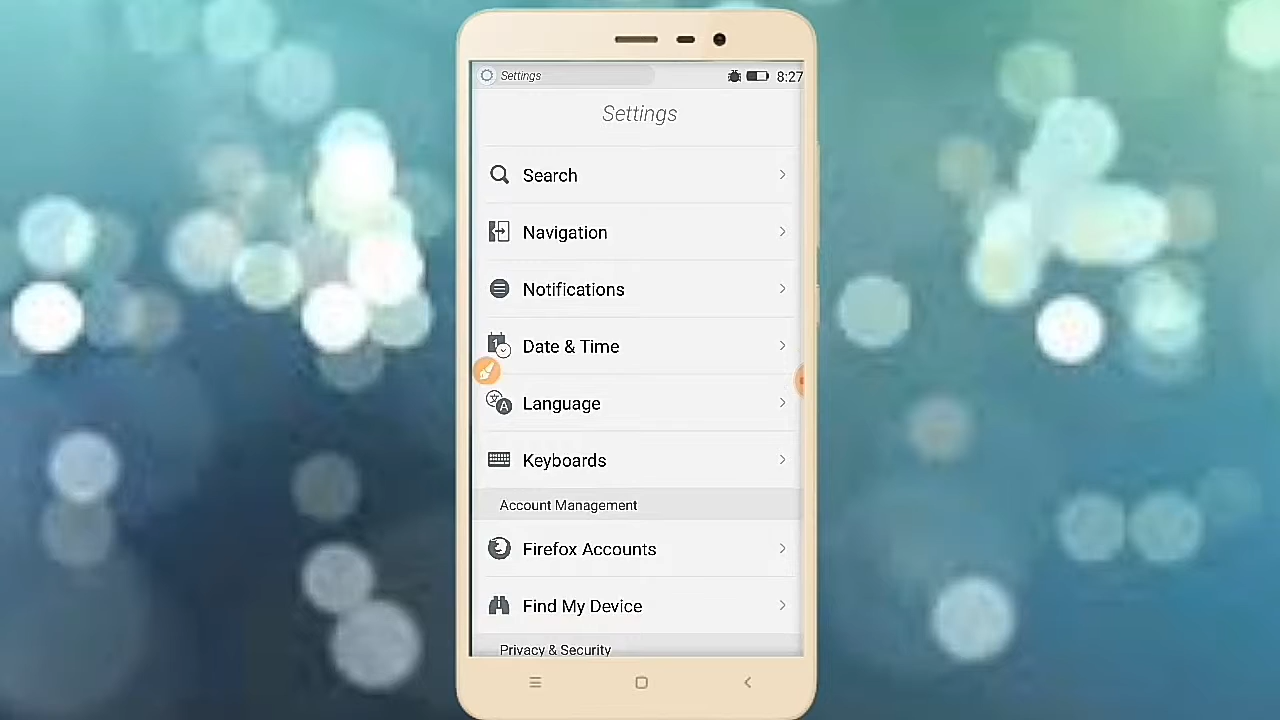 Settings
8:27
Settings
Search
Navigation
Notifications
Date & Time
Language
Keyboards
Account Management
Firefox Accounts
Find My Device
Privacy & Security